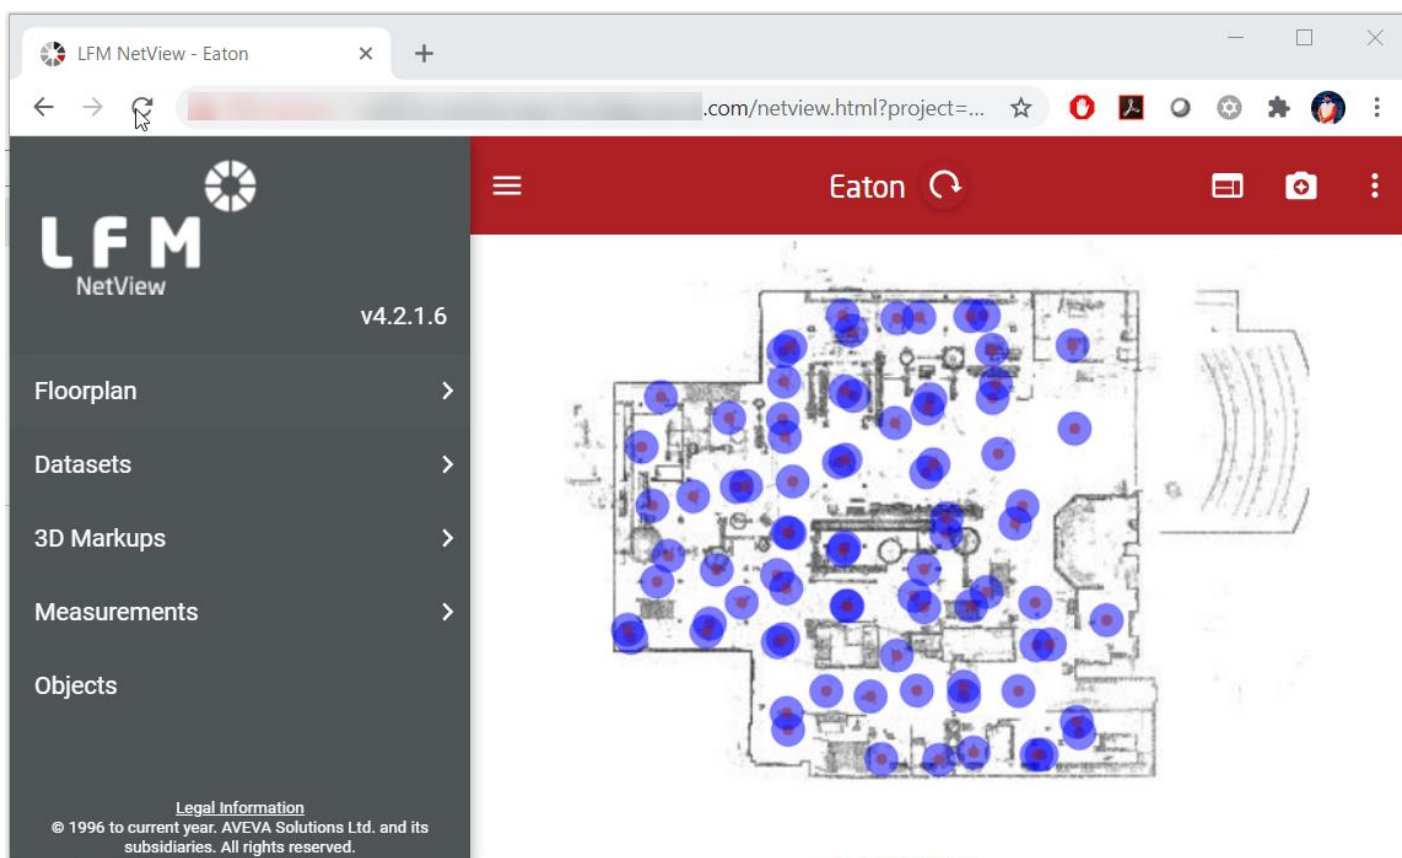 LFM NetView - Eaton
.com/netview.html?project=...
LFM
NetView
v4.2.1.6
Eaton
Floorplan
Datasets
3D Markups
Measurements
Objects
Legal Information
© 1996 to current year. AVEVA Solutions Ltd. and its
subsidiaries. All rights reserved.